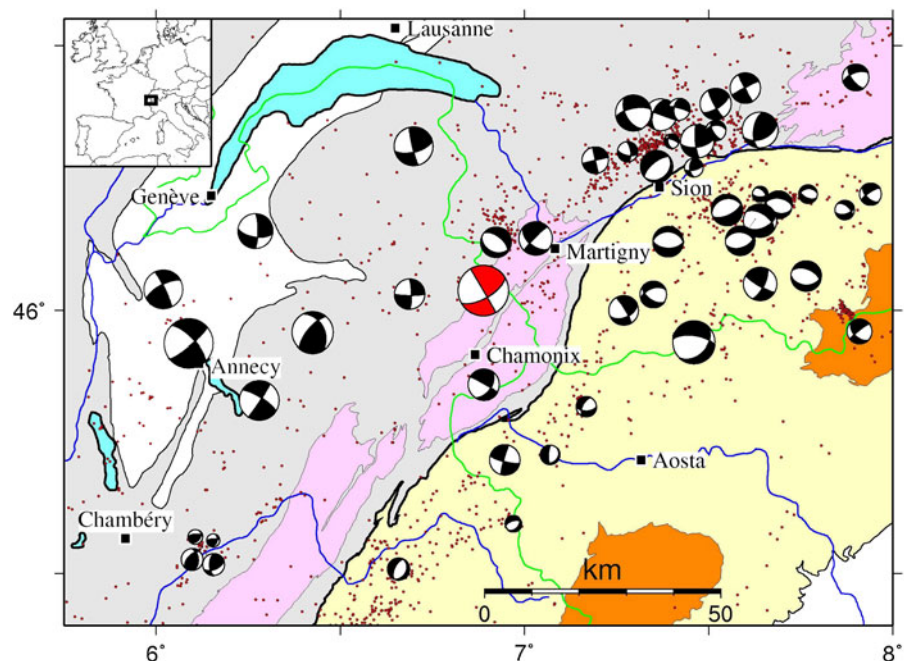 Lausanne
Genève
Sion
Martigny
46°
Chamonix
Annecy
Aosta
Chambéry
km
0
50
6°
7°
8°